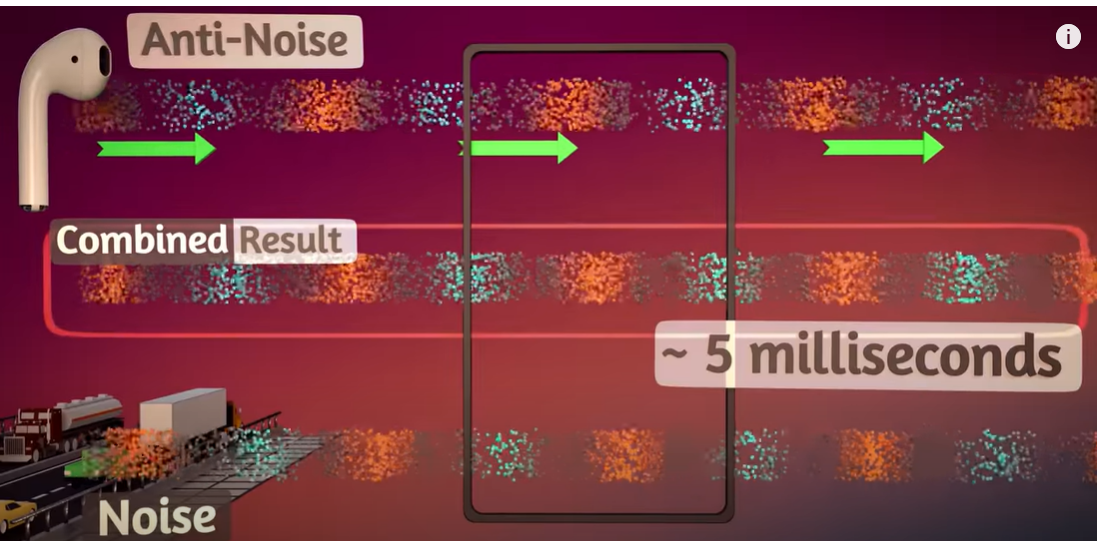 Anti-Noise
i
Combined Result
~ 5 milliseconds
Noise